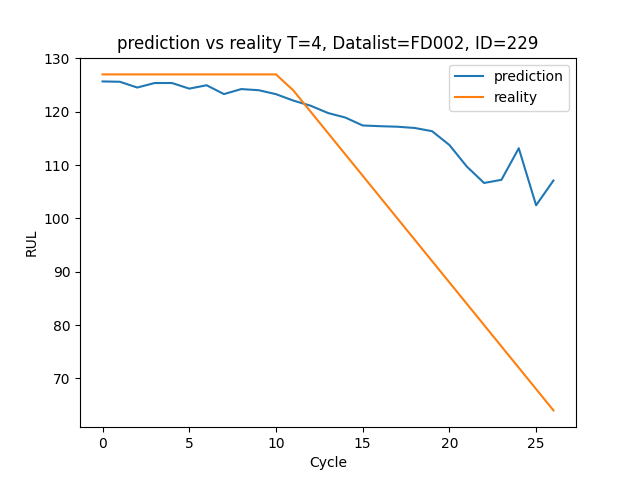 prediction vs reality T=4, Datalist=FD002, ID=229
130
120
110
100
90
80
70
RUL
prediction
reality
0
5
10
15
20
25
Cycle